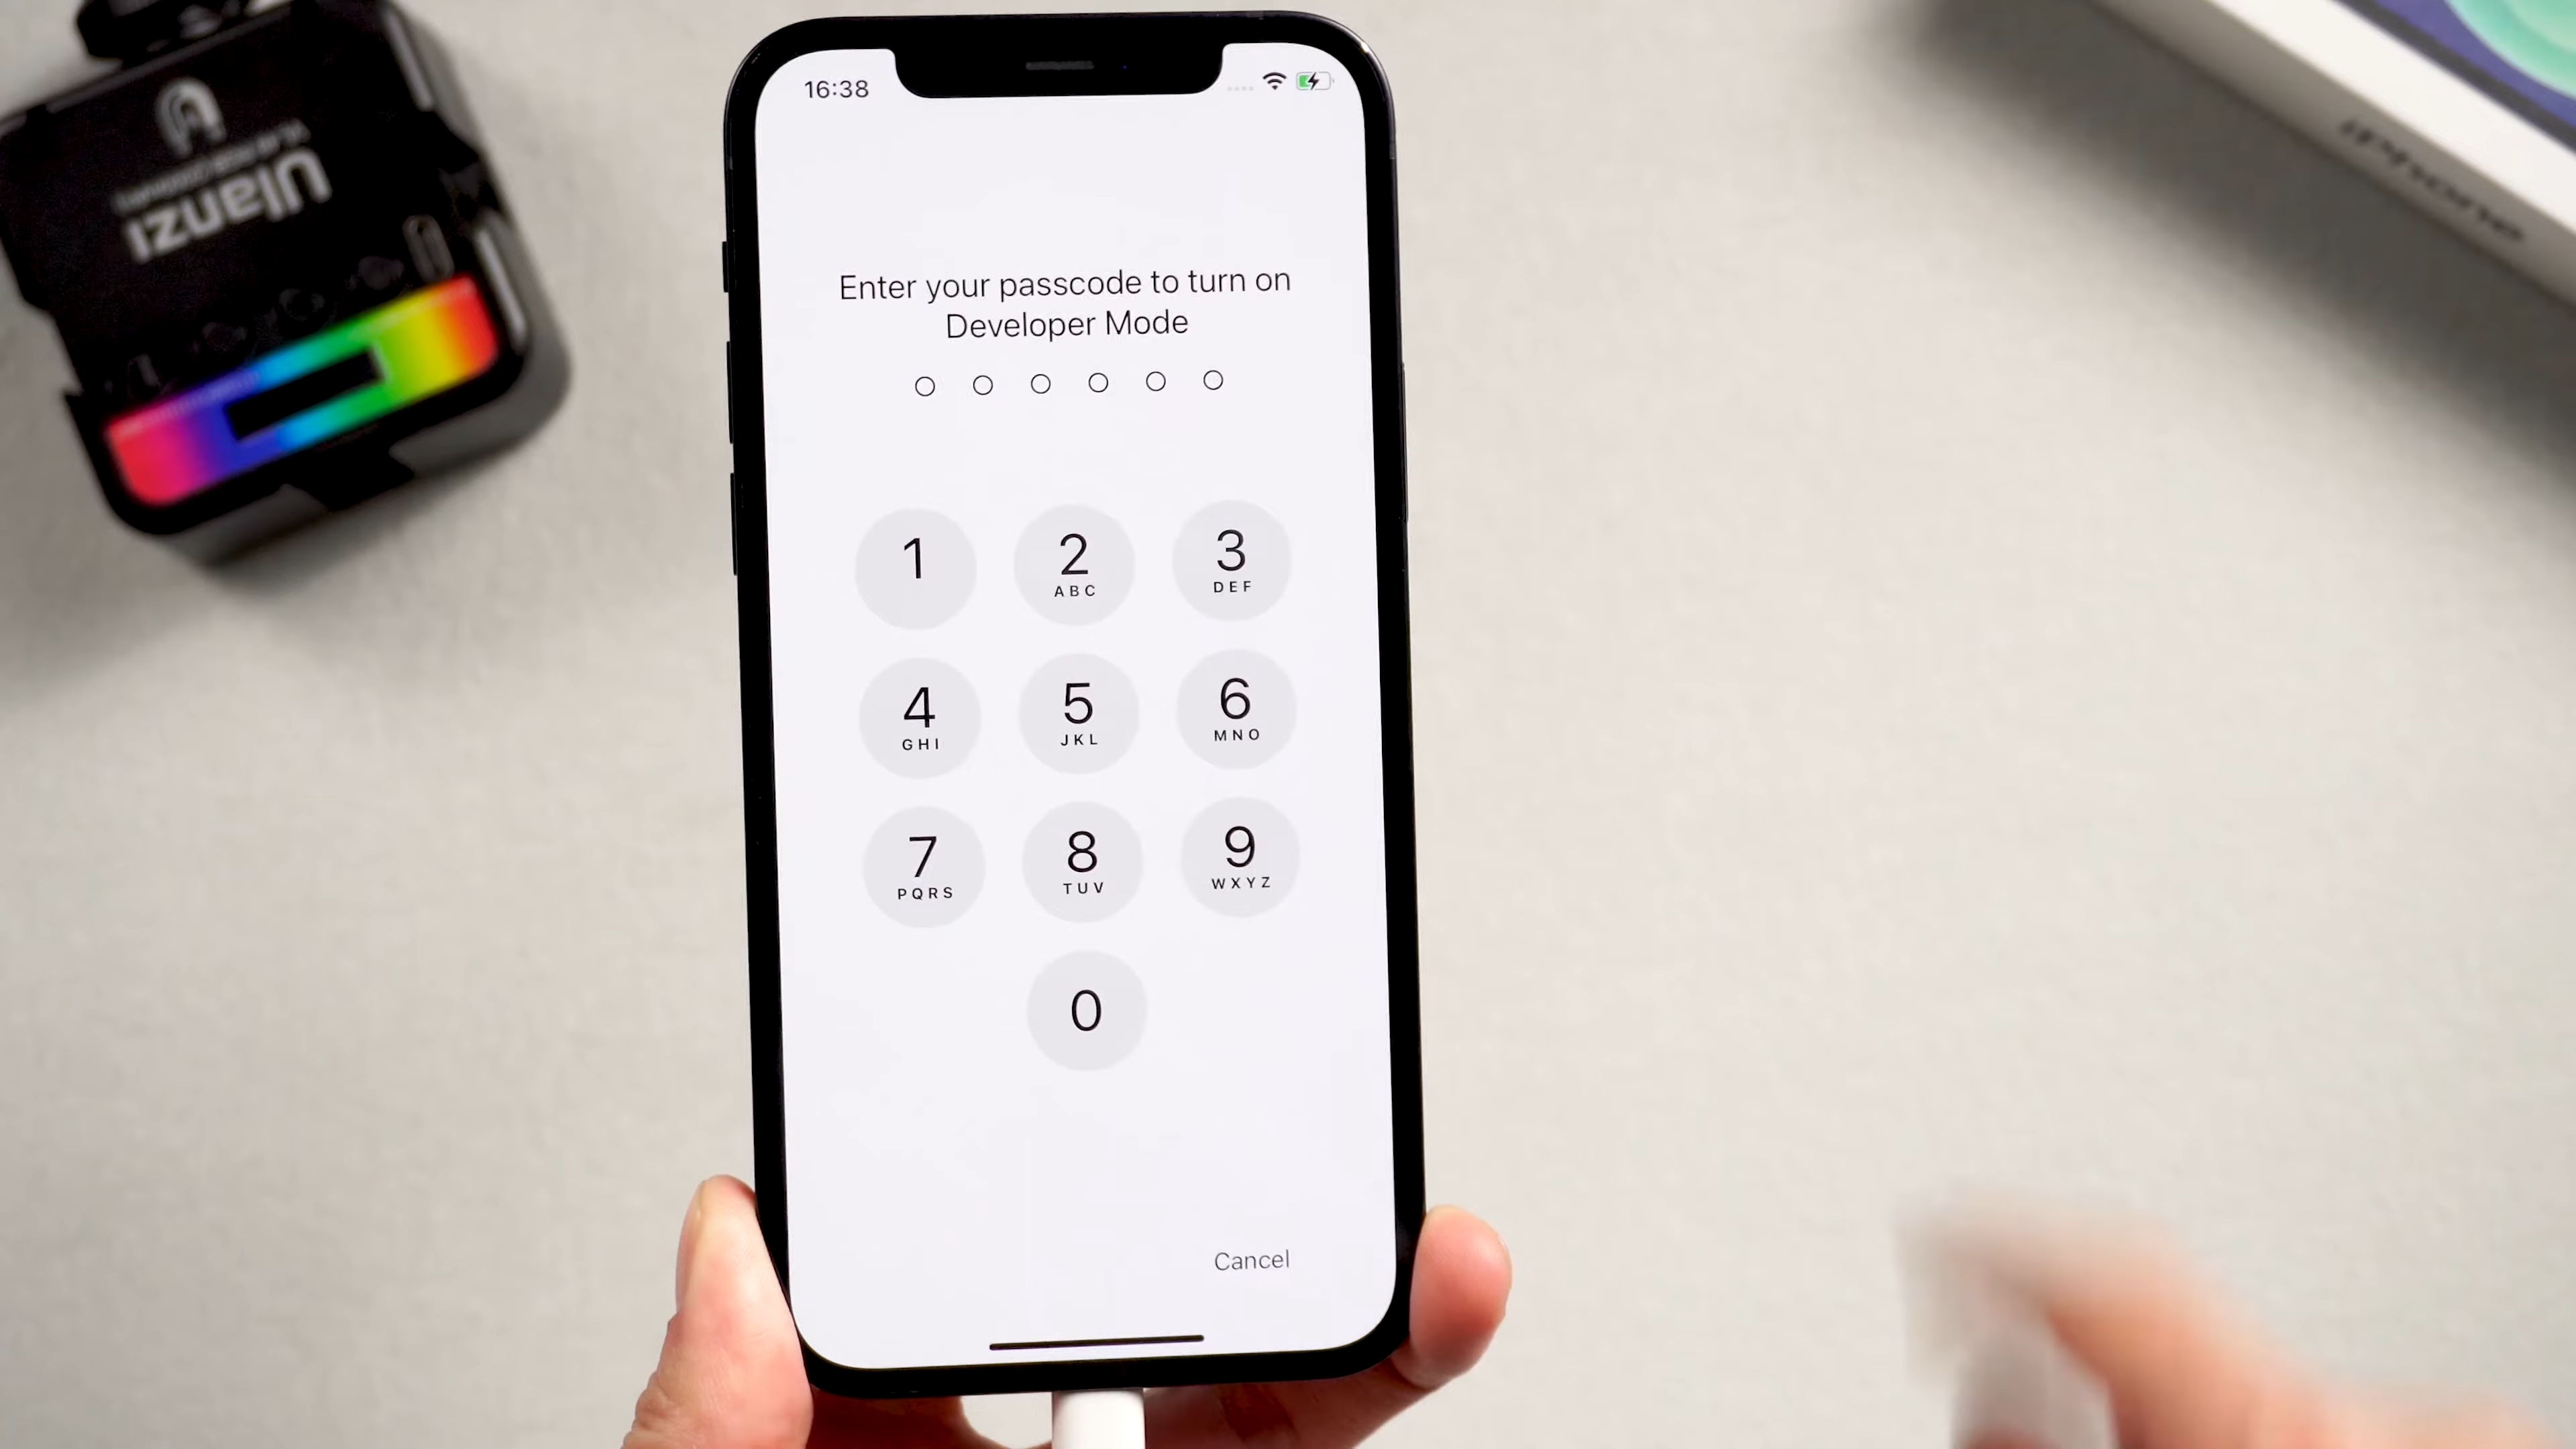 Ulanzi
iPhone
16:38
Enter your passcode to turn on
Developer Mode
1
2
ABC
3
DEF
4
GHI
5
JKL
6
MNO
7
PQRS
8
TUV
9
WXYZ
0
Cancel